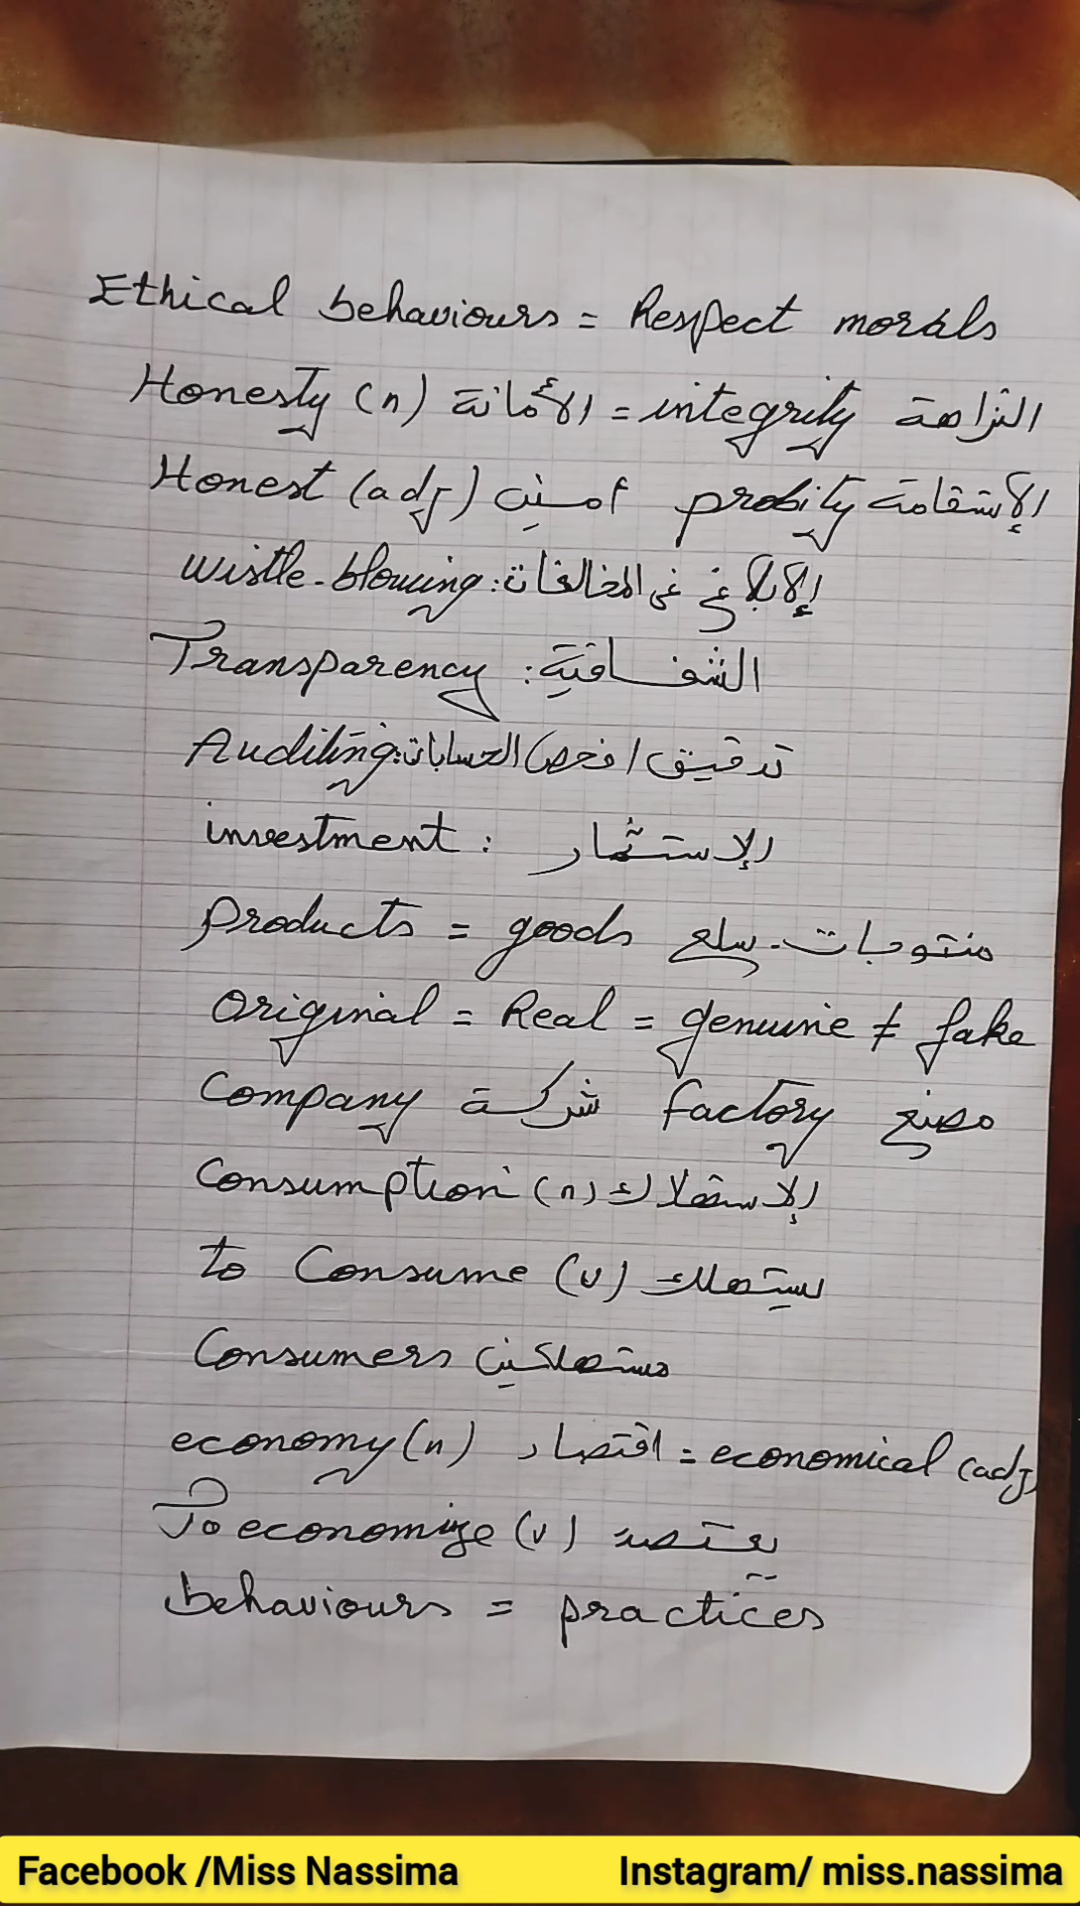 Ethical behaviours = Respect morals
Honesty (n) الأمانة = integrity النزاهة
Honest (adj) أمين probity الإستقامة
wistle-blowing: الإبلاغ عن المخالفات
Transparency: الشفافية
Auditing: تدقيق / فحص الحسابات
investment: الإستثمار
products = goods منتوجات - سلع
Original = Real = genuine ≠ fake
Company شركة factory مصنع
Consumption (n) الإستهلاك
to Consume (v) يستهلك
Consumers مستهلكين
economy (n) اقتصاد = economical (adj)
To economize (v) يقتصد
behaviours = practices
Facebook /Miss Nassima Instagram/ miss.nassima